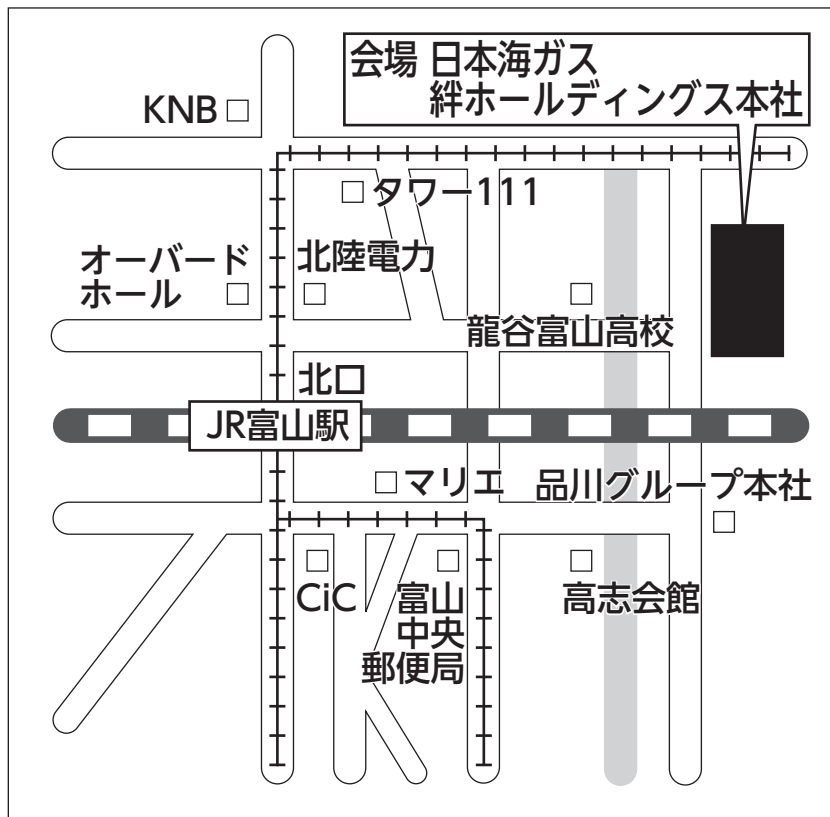 会場 日本海ガス
絆ホールディングス本社
KNB
タワー111
オーバード
ホール
北陸電力
龍谷富山高校
北口
JR富山駅
マリエ
品川グループ本社
CiC
富山
中央
郵便局
高志会館